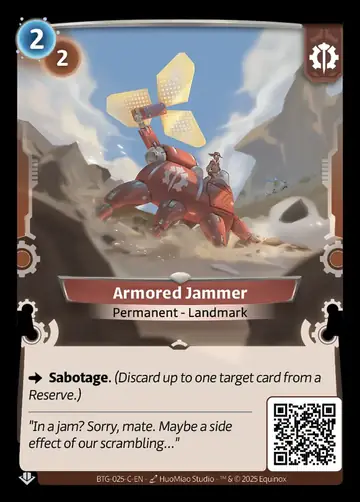 2
2
Armored Jammer
Permanent - Landmark
Sabotage. (Discard up to one target card from a
Reserve.)
"In a jam? Sorry, mate. Maybe a side
effect of our scrambling..."
BTG-025-C-EN - HuoMiao Studio - ™ & © 2025 Equinox